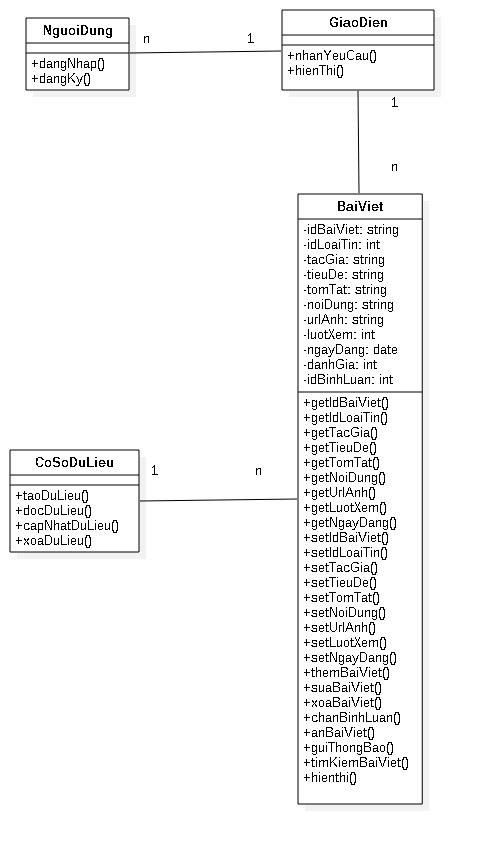 NguoiDung
+dangNhap()
+dangKy()
n
1
GiaoDien
+nhanYeuCau()
+hienThi()
1
n
BaiViet
-idBaiViet: string
-idLoaiTin: int
-tacGia: string
-tieuDe: string
-tomTat: string
-noiDung: string
-urlAnh: string
-luotXem: int
-ngayDang: date
-danhGia: int
-idBinhLuan: int
+getIdBaiViet()
+getIdLoaiTin()
+getTacGia()
+getTieuDe()
+getTomTat()
+getNoiDung()
+getUrlAnh()
+getLuotXem()
+getNgayDang()
+setIdBaiViet()
+setIdLoaiTin()
+setTacGia()
+setTieuDe()
+setTomTat()
+setNoiDung()
+setUrlAnh()
+setLuotXem()
+setNgayDang()
+themBaiViet()
+suaBaiViet()
+xoaBaiViet()
+chanBinhLuan()
+anBaiViet()
+guiThongBao()
+timKiemBaiViet()
+hienthi()
CoSoDuLieu
+taoDuLieu()
+docDuLieu()
+capNhatDuLieu()
+xoaDuLieu()
1
n